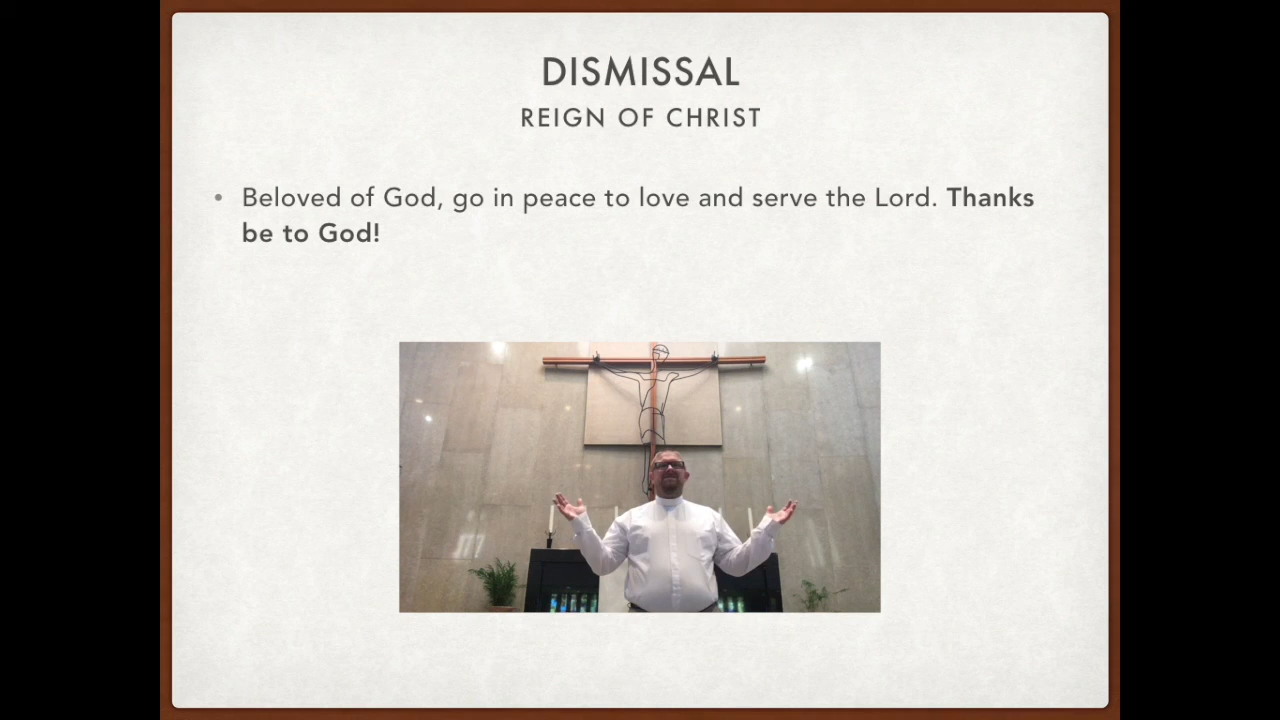 DISMISSAL
REIGN OF CHRIST
• Beloved of God, go in peace to love and serve the Lord. Thanks
be to God!